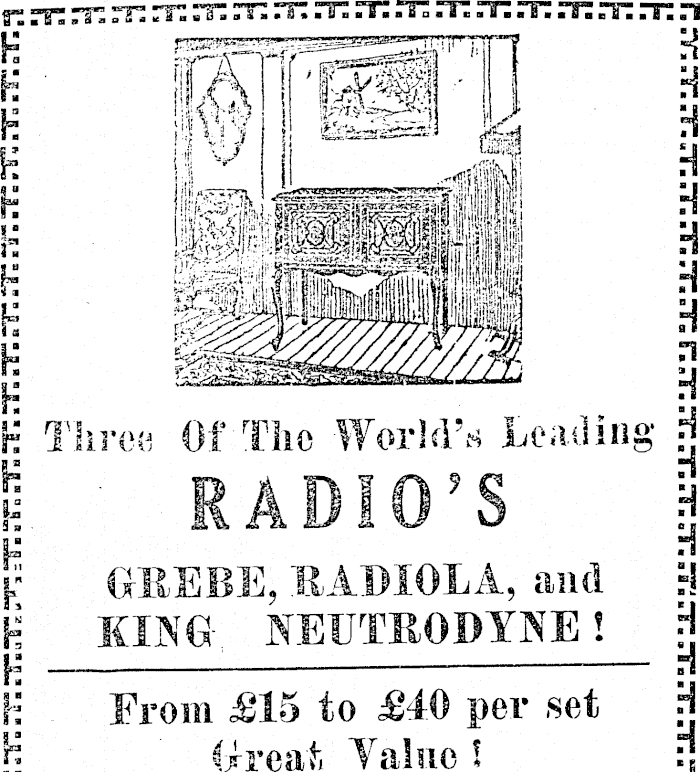 Three Of The World's Leading
RADIO'S
GREBE, RADIOLA, and
KING NEUTRODYNE !
From £15 to £40 per set
Great Value !